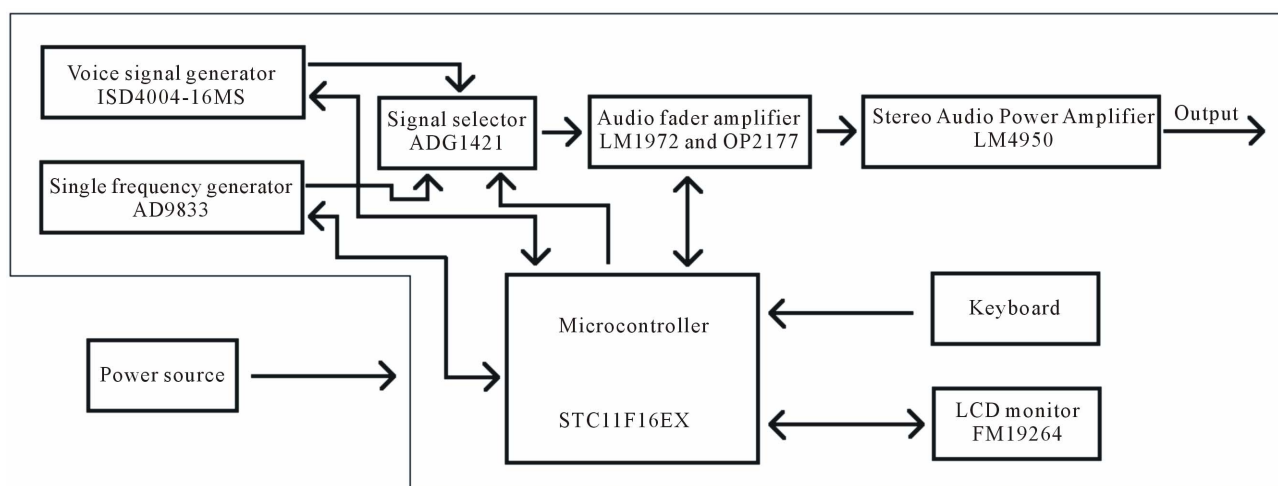 Voice signal generator
ISD4004-16MS
Signal selector
ADG1421
Audio fader amplifier
LM1972 and OP2177
Stereo Audio Power Amplifier
LM4950
Output
Single frequency generator
AD9833
Microcontroller
STC11F16EX
Keyboard
Power source
LCD monitor
FM19264